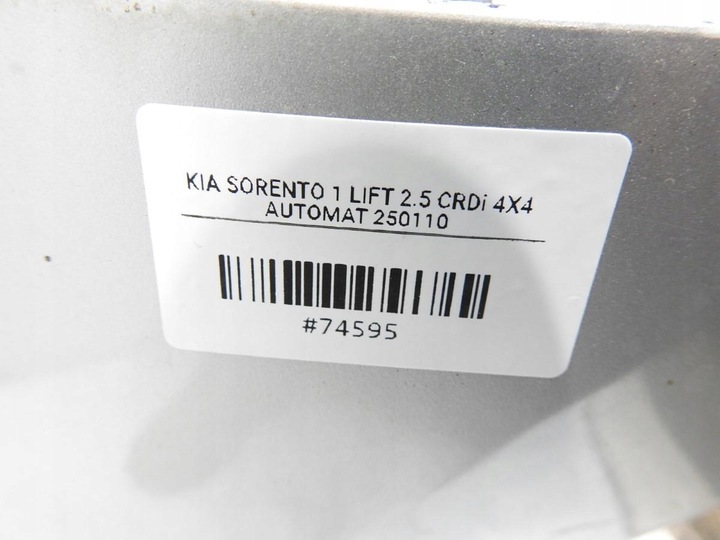 KIA SORENTO 1 LIFT 2.5 CRDi 4X4
AUTOMAT 250110
#74595